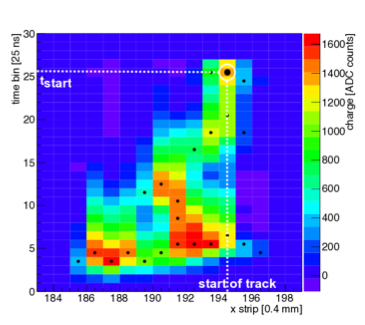 time bin [25 ns]
30
25
20
15
10
5
0
t_start
start of track
184 186 188 190 192 194 196 198
x strip [0.4 mm]
1600
1400
1200
1000
800
600
400
200
0
charge [ADC counts]